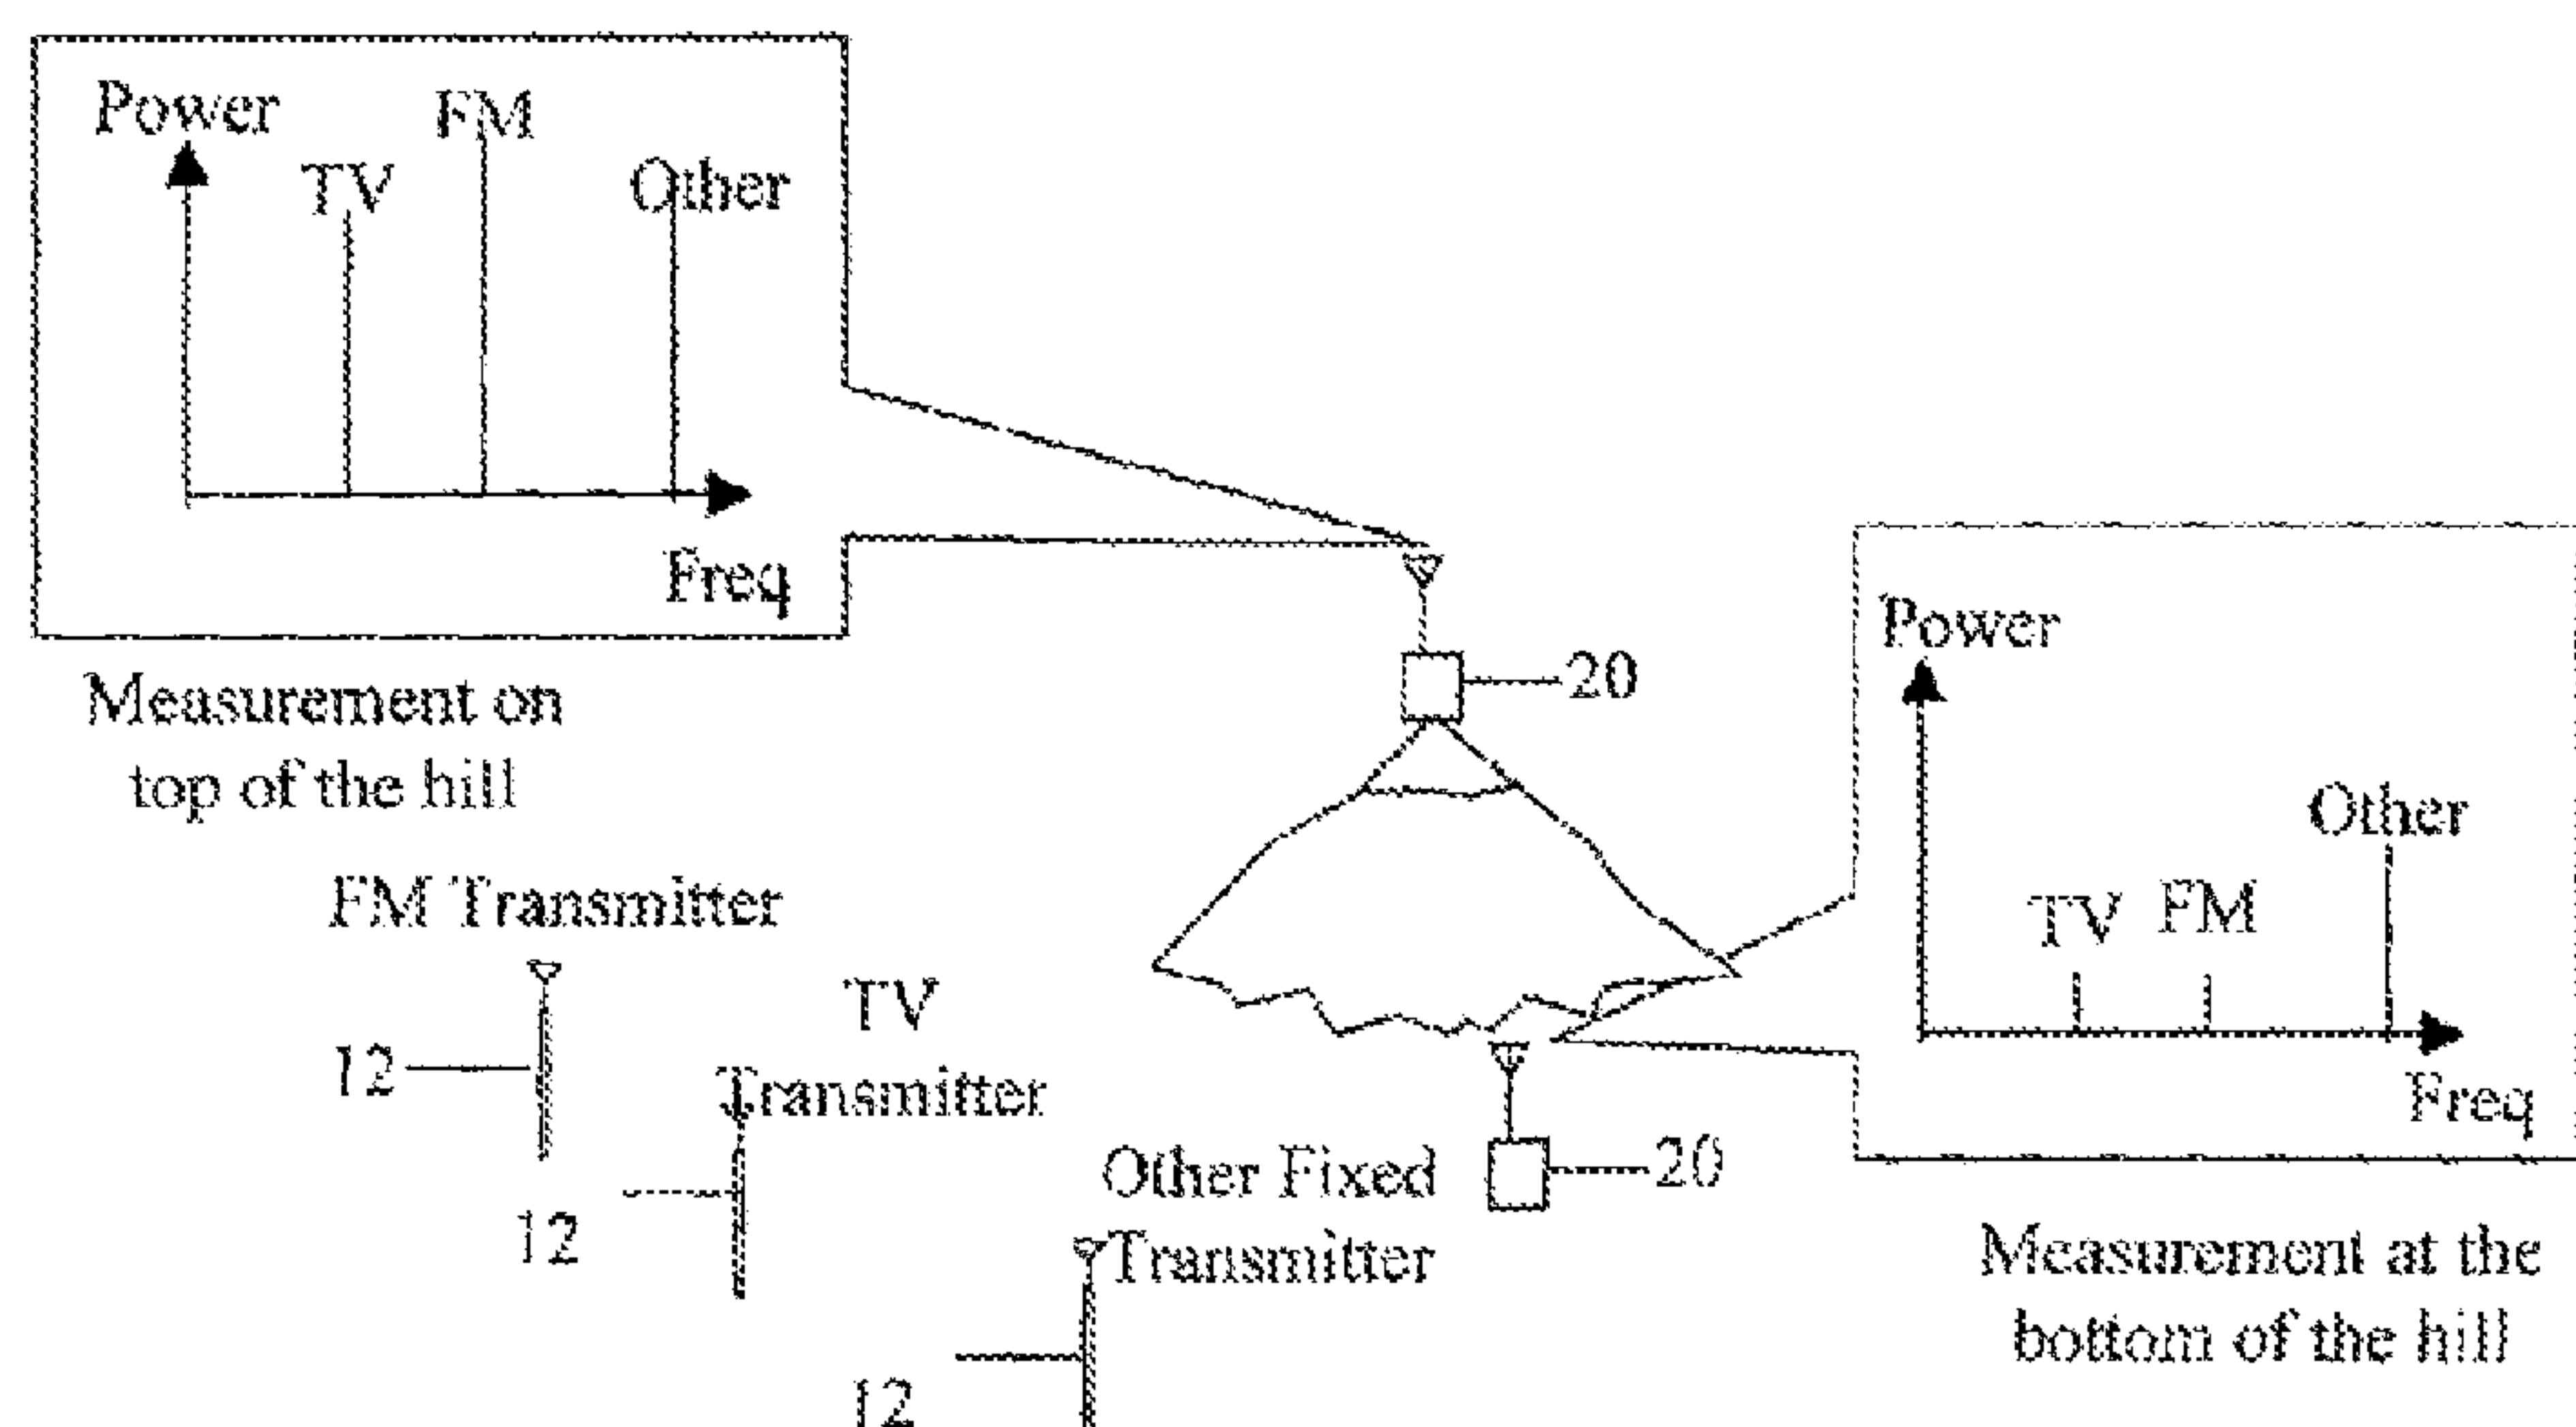 Power
FM
TV
Other
Freq
Measurement on
top of the hill
20
Power
Other
TV
FM
Freq
FM Transmitter
12
TV
Transmitter
12
Other Fixed
Transmitter
12
20
Measurement at the
bottom of the hill